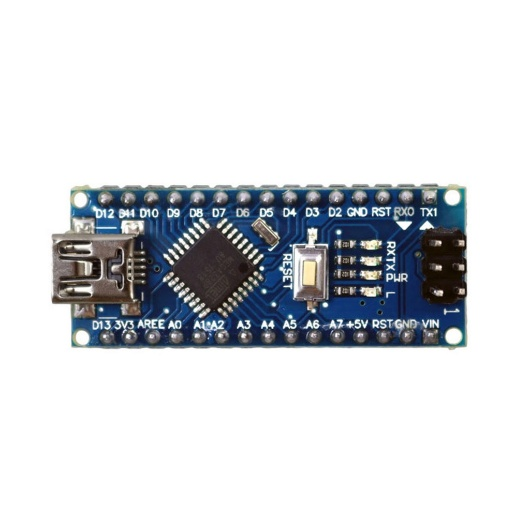 D12 D11 D10 D9 D8 D7 D6 D5 D4 D3 D2 GND RST RX0 TX1
RESET
RX
TX
PWR
L
1
D13 3V3 AREF A0 A1 A2 A3 A4 A5 A6 A7 +5V RST GND VIN